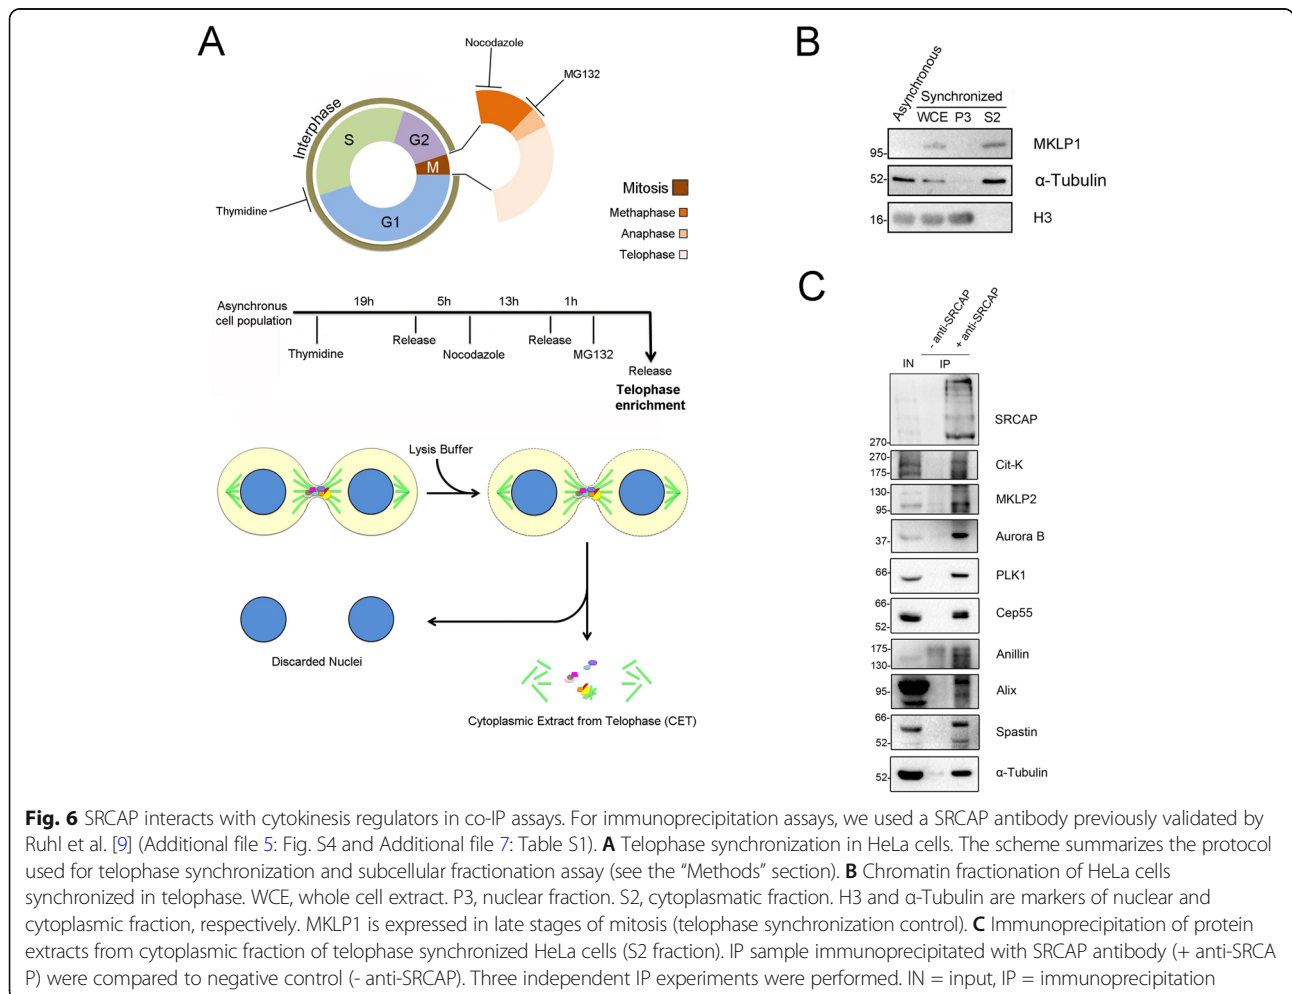 A
Nocodazole
MG132
Interphase
S
G2
M
G1
Thymidine
Mitosis
Methaphase
Anaphase
Telophase
Asynchronus
cell population
19h
5h
13h
1h
Thymidine
Release
Nocodazole
Release
MG132
Release
Telophase
enrichment
Lysis Buffer
Discarded Nuclei
Cytoplasmic Extract from Telophase (CET)
B
Asynchronous
Synchronized
WCE P3 S2
95- MKLP1
52- α-Tubulin
16- H3
C
- anti-SRCAP
+ anti-SRCAP
IN IP
SRCAP
270-
270- Cit-K
175-
130- MKLP2
95-
Aurora B
37-
66- PLK1
66- Cep55
52-
175- Anillin
130-
95- Alix
66- Spastin
52-
52- α-Tubulin
Fig. 6 SRCAP interacts with cytokinesis regulators in co-IP assays. For immunoprecipitation assays, we used a SRCAP antibody previously validated by
Ruhl et al. [9] (Additional file 5: Fig. S4 and Additional file 7: Table S1). A Telophase synchronization in HeLa cells. The scheme summarizes the protocol
used for telophase synchronization and subcellular fractionation assay (see the “Methods” section). B Chromatin fractionation of HeLa cells
synchronized in telophase. WCE, whole cell extract. P3, nuclear fraction. S2, cytoplasmatic fraction. H3 and α-Tubulin are markers of nuclear and
cytoplasmic fraction, respectively. MKLP1 is expressed in late stages of mitosis (telophase synchronization control). C Immunoprecipitation of protein
extracts from cytoplasmic fraction of telophase synchronized HeLa cells (S2 fraction). IP sample immunoprecipitated with SRCAP antibody (+ anti-SRCA
P) were compared to negative control (- anti-SRCAP). Three independent IP experiments were performed. IN = input, IP = immunoprecipitation